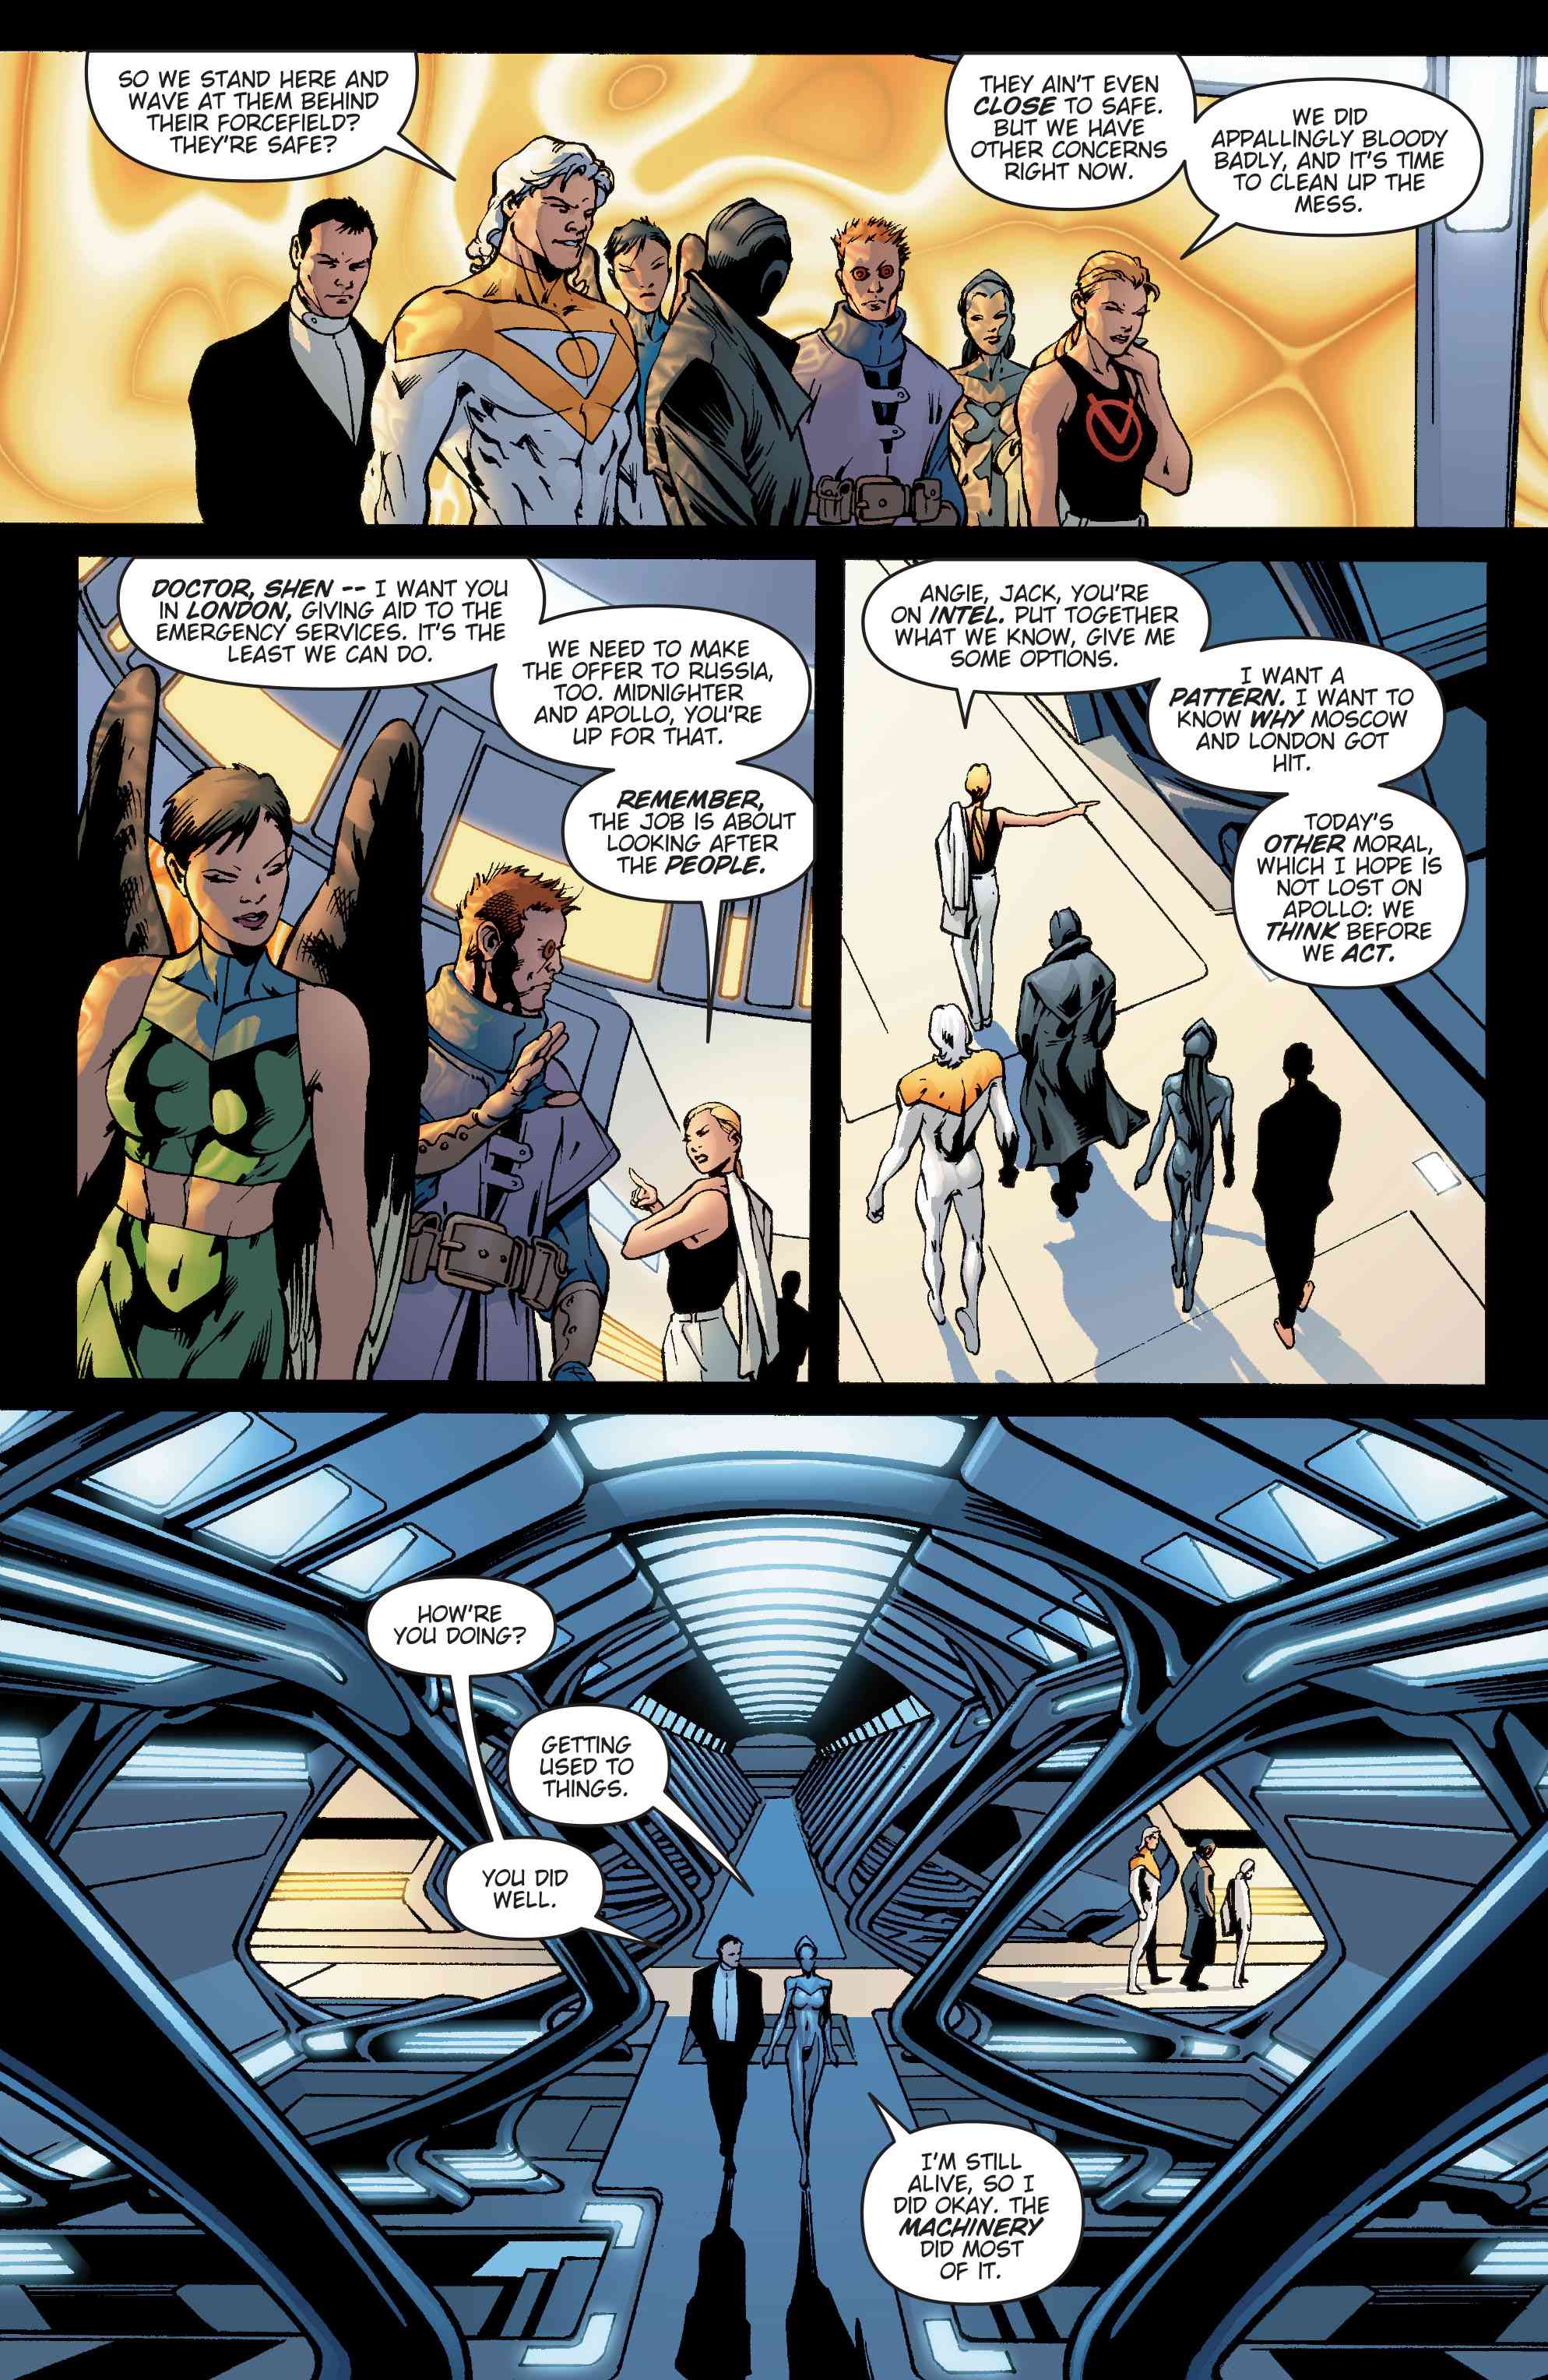 SO WE STAND HERE AND
WAVE AT THEM BEHIND
THEIR FORCEFIELD?
THEY'RE SAFE?
THEY AIN'T EVEN
CLOSE TO SAFE.
BUT WE HAVE
OTHER CONCERNS
RIGHT NOW.
WE DID
APPALLINGLY BLOODY
BADLY, AND IT'S TIME
TO CLEAN UP THE
MESS.
DOCTOR, SHEN -- I WANT YOU
IN LONDON, GIVING AID TO THE
EMERGENCY SERVICES. IT'S THE
LEAST WE CAN DO.
WE NEED TO MAKE
THE OFFER TO RUSSIA,
TOO. MIDNIGHTER
AND APOLLO, YOU'RE
UP FOR THAT.
REMEMBER,
THE JOB IS ABOUT
LOOKING AFTER
THE PEOPLE.
ANGIE, JACK, YOU'RE
ON INTEL. PUT TOGETHER
WHAT WE KNOW, GIVE ME
SOME OPTIONS.
I WANT A
PATTERN. I WANT TO
KNOW WHY MOSCOW
AND LONDON GOT
HIT.
TODAY'S
OTHER MORAL,
WHICH I HOPE IS
NOT LOST ON
APOLLO: WE
THINK BEFORE
WE ACT.
HOW'RE
YOU DOING?
GETTING
USED TO
THINGS.
YOU DID
WELL.
I'M STILL
ALIVE, SO I
DID OKAY. THE
MACHINERY
DID MOST
OF IT.